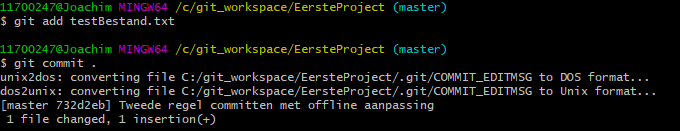 11700247@Joachim MINGW64 /c/git_workspace/EersteProject (master)
$ git add testBestand.txt
11700247@Joachim MINGW64 /c/git_workspace/EersteProject (master)
$ git commit .
unix2dos: converting file C:/git_workspace/EersteProject/.git/COMMIT_EDITMSG to DOS format...
dos2unix: converting file C:/git_workspace/EersteProject/.git/COMMIT_EDITMSG to Unix format...
[master 732d2eb] Tweede regel committen met offline aanpassing
 1 file changed, 1 insertion(+)